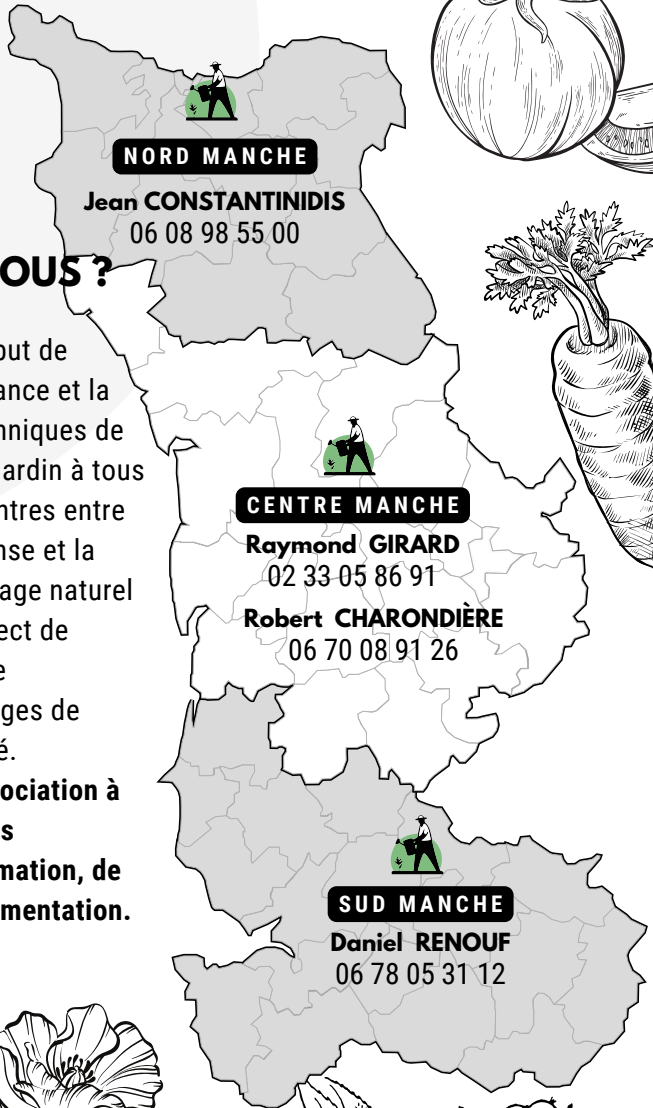 NORD MANCHE
Jean CONSTANTINIDIS
06 08 98 55 00
OUS ?
out de
ance et la
hniques de
ardin à tous
ntres entre
nse et la
age naturel
ect de
e
ges de
é.
ociation à
s
mation, de
mentation.
CENTRE MANCHE
Raymond GIRARD
02 33 05 86 91
Robert CHARONDIÈRE
06 70 08 91 26
SUD MANCHE
Daniel RENOUF
06 78 05 31 12